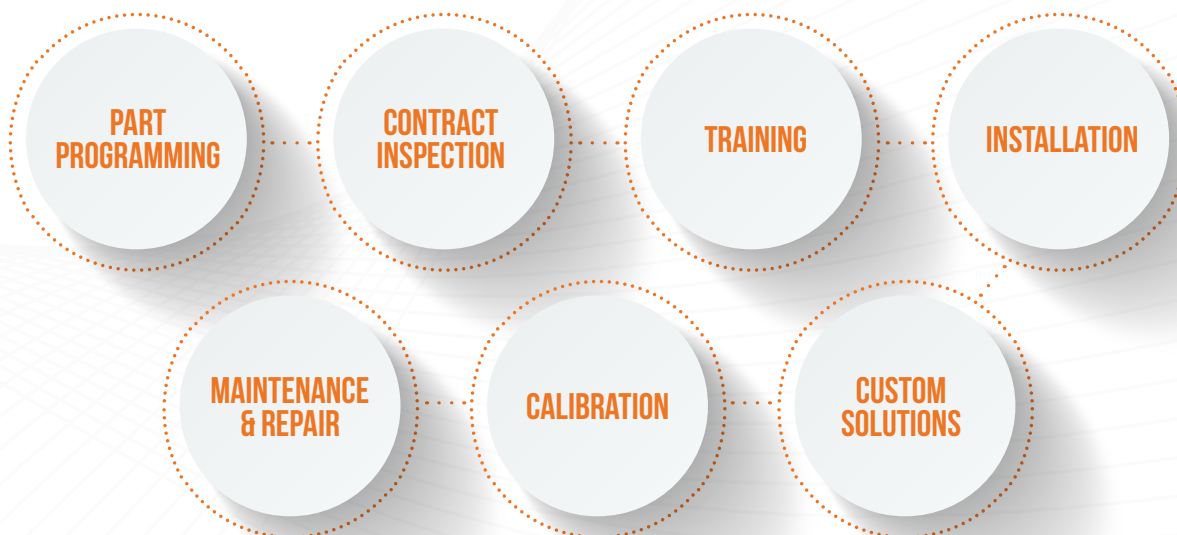 PART
PROGRAMMING
CONTRACT
INSPECTION
TRAINING
INSTALLATION
MAINTENANCE
& REPAIR
CALIBRATION
CUSTOM
SOLUTIONS